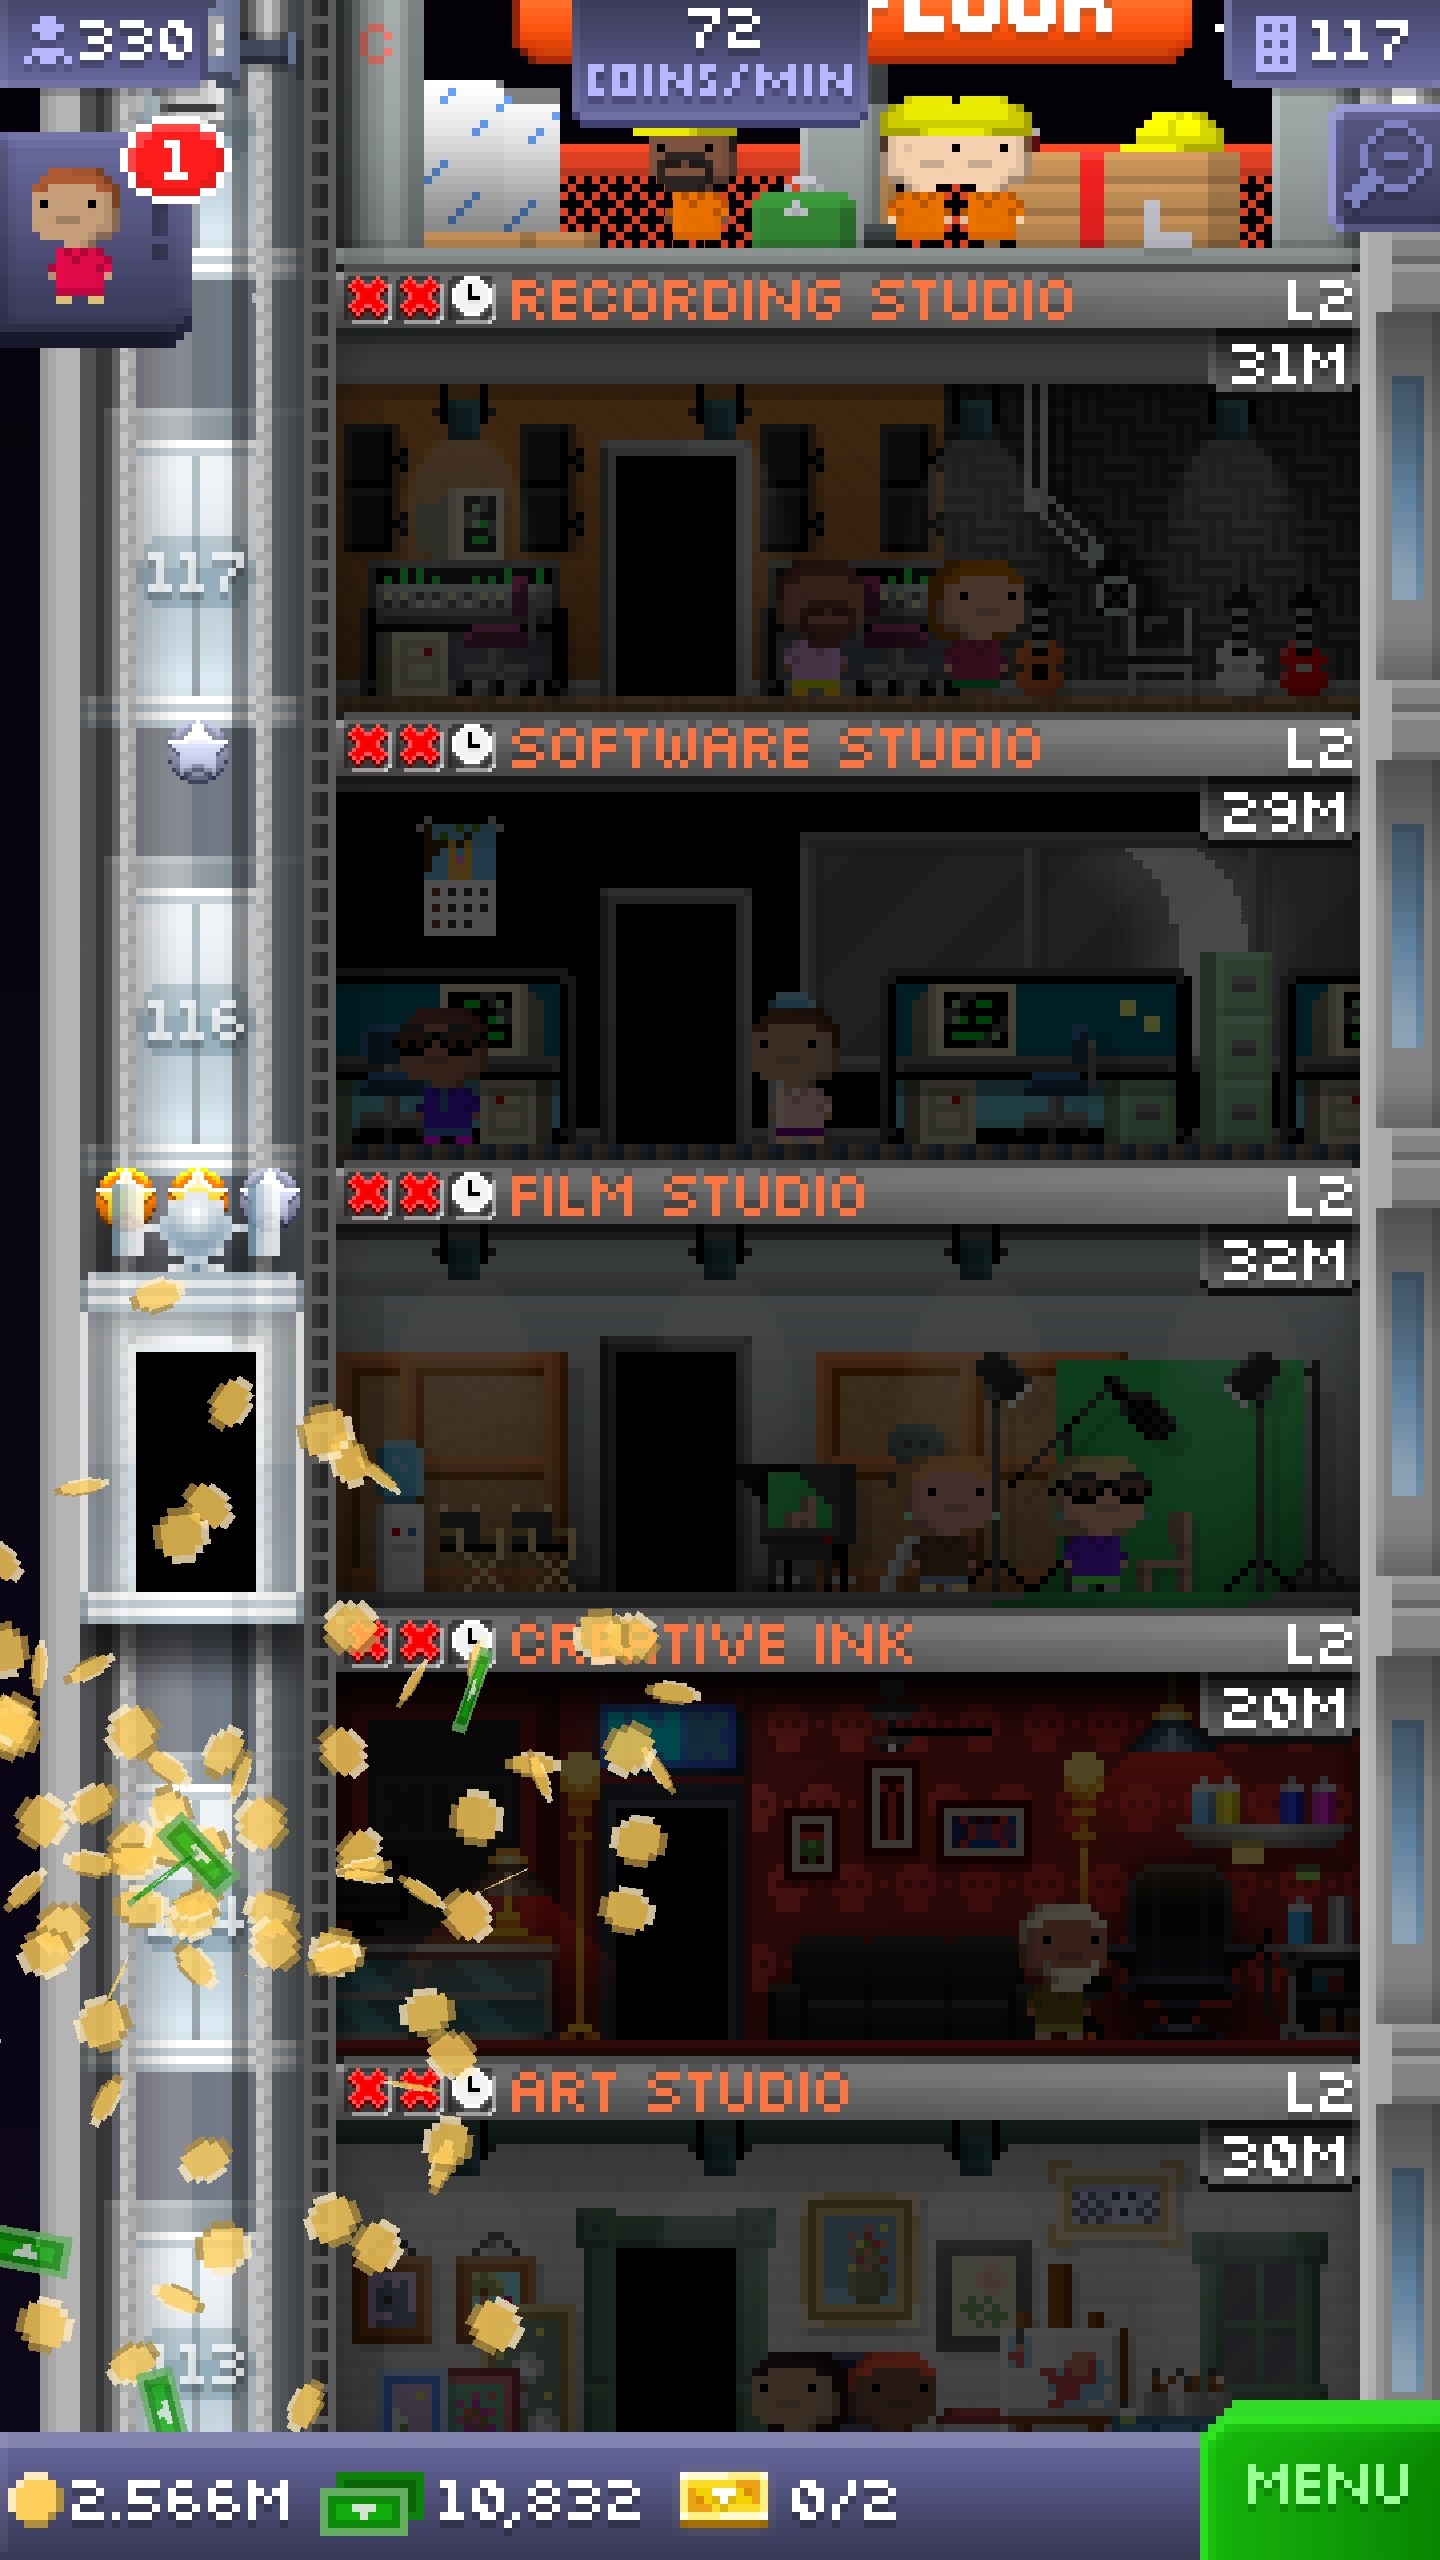 330
72
COINS/MIN
117
1
RECORDING STUDIO L2
31M
117
SOFTWARE STUDIO L2
29M
116
FILM STUDIO L2
32M
CREATIVE INK L2
20M
ART STUDIO L2
30M
113
2.566M 10,832 0/2
MENU